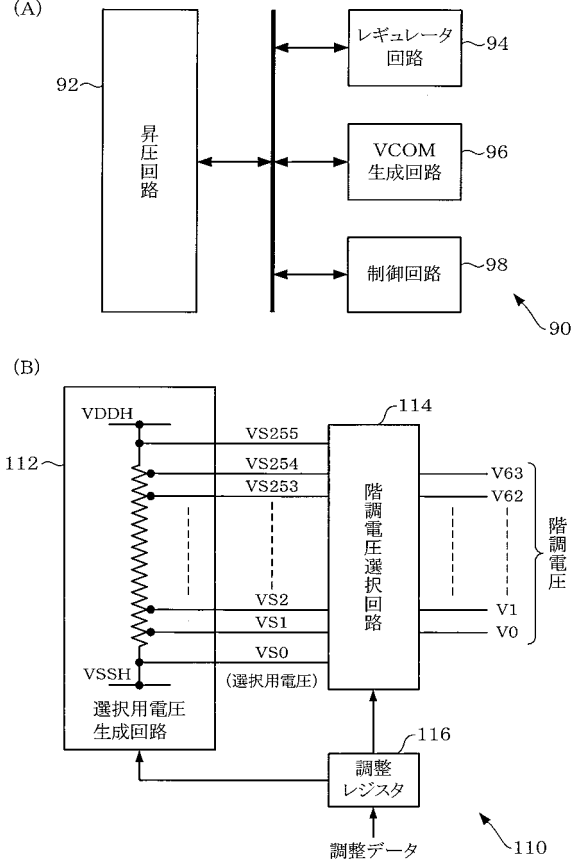 (A)
92
昇圧回路
レギュレータ
回路
94
VCOM
生成回路
96
制御回路
98
90
(B)
112
VDDH
VSSH
選択用電圧
生成回路
VS255
VS254
VS253
VS2
VS1
VS0
(選択用電圧)
114
階調電圧選択回路
V63
V62
V1
V0
階調電圧
116
調整
レジスタ
調整データ
110